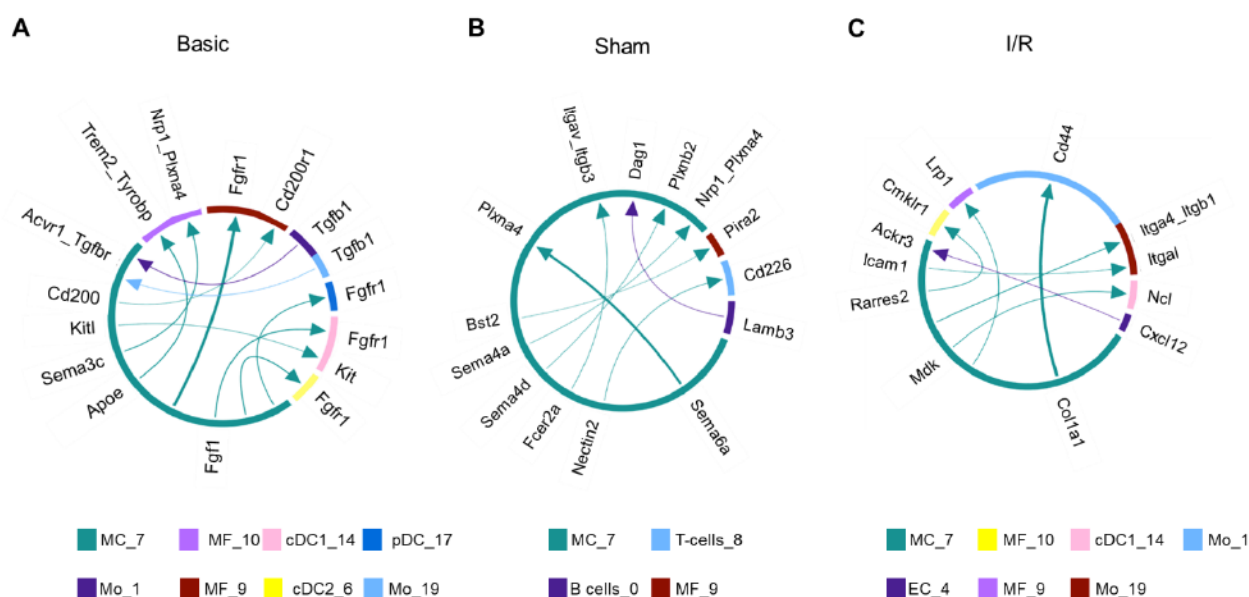 A
Basic
Nrp1_Plxna4
Trem2_Tyrobp
Fgfr1
Cd200r1
Acvr1_Tgfbr
Tgfb1
Tgfb1
Cd200
Fgfr1
Kitl
Fgfr1
Sema3c
Kit
Apoe
Fgfr1
Fgf1
MC_7
MF_10
cDC1_14
pDC_17
Mo_1
MF_9
cDC2_6
Mo_19
B
Sham
Itgav_Itgb3
Dag1
Plxnb2
Nrp1_Plxna4
Plxna4
Pira2
Cd226
Bst2
Lamb3
Sema4a
Sema4d
Fcer2a
Nectin2
Sema6a
MC_7
T-cells_8
B cells_0
MF_9
C
I/R
Cd44
Lrp1
Cmklr1
Itga4_Itgb1
Ackr3
Itgal
Icam1
Ncl
Rarres2
Cxcl12
Mdk
Col1a1
MC_7
MF_10
cDC1_14
Mo_1
EC_4
MF_9
Mo_19